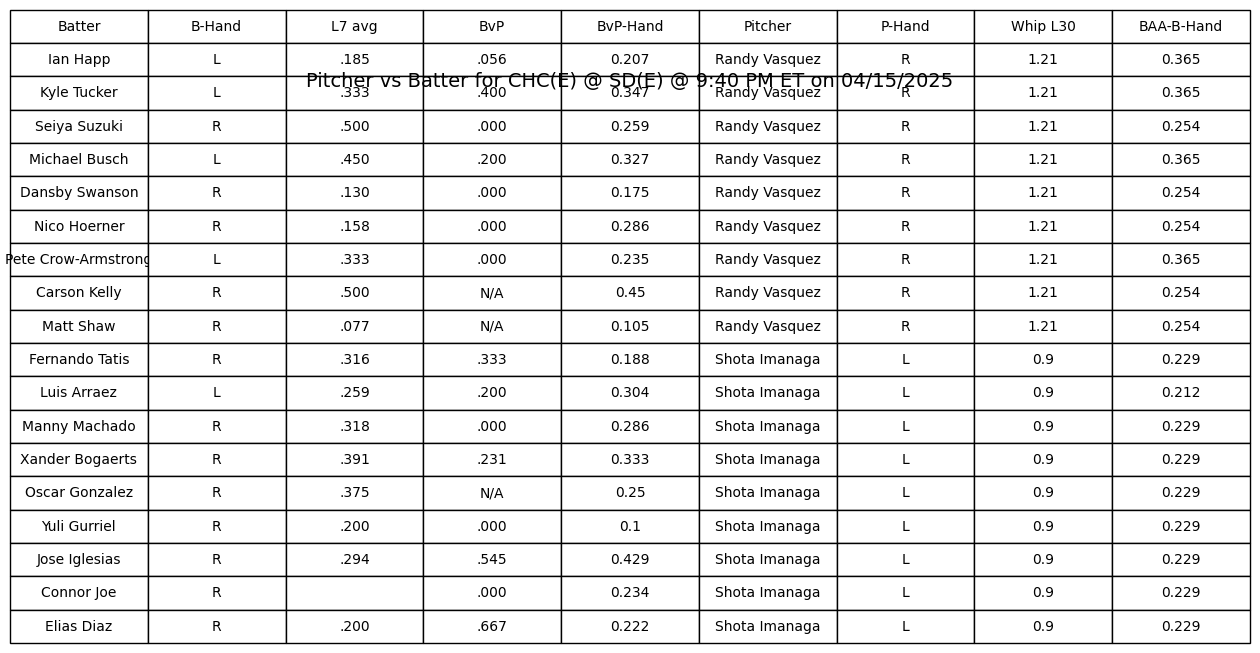 Batter B-Hand L7 avg BvP BvP-Hand Pitcher P-Hand Whip L30 BAA-B-Hand
Ian Happ L .185 .056 0.207 Randy Vasquez R 1.21 0.365
Pitcher vs Batter for CHC(E) @ SD(E) @ 9:40 PM ET on 04/15/2025
Kyle Tucker L .333 .400 0.347 Randy Vasquez R 1.21 0.365
Seiya Suzuki R .500 .000 0.259 Randy Vasquez R 1.21 0.254
Michael Busch L .450 .200 0.327 Randy Vasquez R 1.21 0.365
Dansby Swanson R .130 .000 0.175 Randy Vasquez R 1.21 0.254
Nico Hoerner R .158 .000 0.286 Randy Vasquez R 1.21 0.254
Pete Crow-Armstrong L .333 .000 0.235 Randy Vasquez R 1.21 0.365
Carson Kelly R .500 N/A 0.45 Randy Vasquez R 1.21 0.254
Matt Shaw R .077 N/A 0.105 Randy Vasquez R 1.21 0.254
Fernando Tatis R .316 .333 0.188 Shota Imanaga L 0.9 0.229
Luis Arraez L .259 .200 0.304 Shota Imanaga L 0.9 0.212
Manny Machado R .318 .000 0.286 Shota Imanaga L 0.9 0.229
Xander Bogaerts R .391 .231 0.333 Shota Imanaga L 0.9 0.229
Oscar Gonzalez R .375 N/A 0.25 Shota Imanaga L 0.9 0.229
Yuli Gurriel R .200 .000 0.1 Shota Imanaga L 0.9 0.229
Jose Iglesias R .294 .545 0.429 Shota Imanaga L 0.9 0.229
Connor Joe R .000 0.234 Shota Imanaga L 0.9 0.229
Elias Diaz R .200 .667 0.222 Shota Imanaga L 0.9 0.229